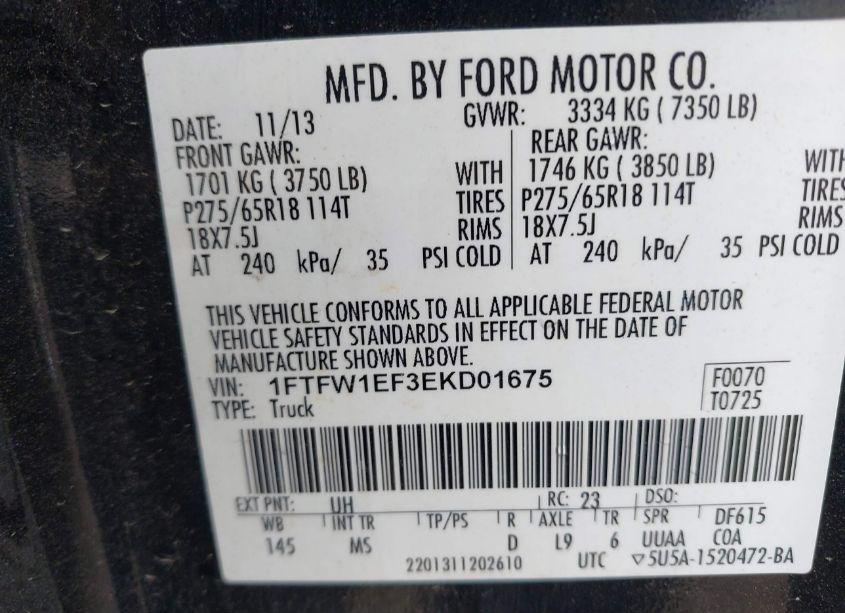 MFD. BY FORD MOTOR CO.
DATE: 11/13 GVWR: 3334 KG ( 7350 LB)
FRONT GAWR: REAR GAWR:
1701 KG ( 3750 LB) WITH 1746 KG ( 3850 LB) WITH
P275/65R18 114T TIRES P275/65R18 114T TIRES
18X7.5J RIMS 18X7.5J RIMS
AT 240 kPa/ 35 PSI COLD AT 240 kPa/ 35 PSI COLD
THIS VEHICLE CONFORMS TO ALL APPLICABLE FEDERAL MOTOR
VEHICLE SAFETY STANDARDS IN EFFECT ON THE DATE OF
MANUFACTURE SHOWN ABOVE.
VIN: 1FTFW1EF3EKD01675 F0070
TYPE: Truck T0725
EXT PNT: UH RC: 23 DSO:
WB INT TR TP/PS R AXLE TR SPR DF615
145 MS D L9 6 UUAA COA
2201311202610 UTC ▽5U5A-1520472-BA